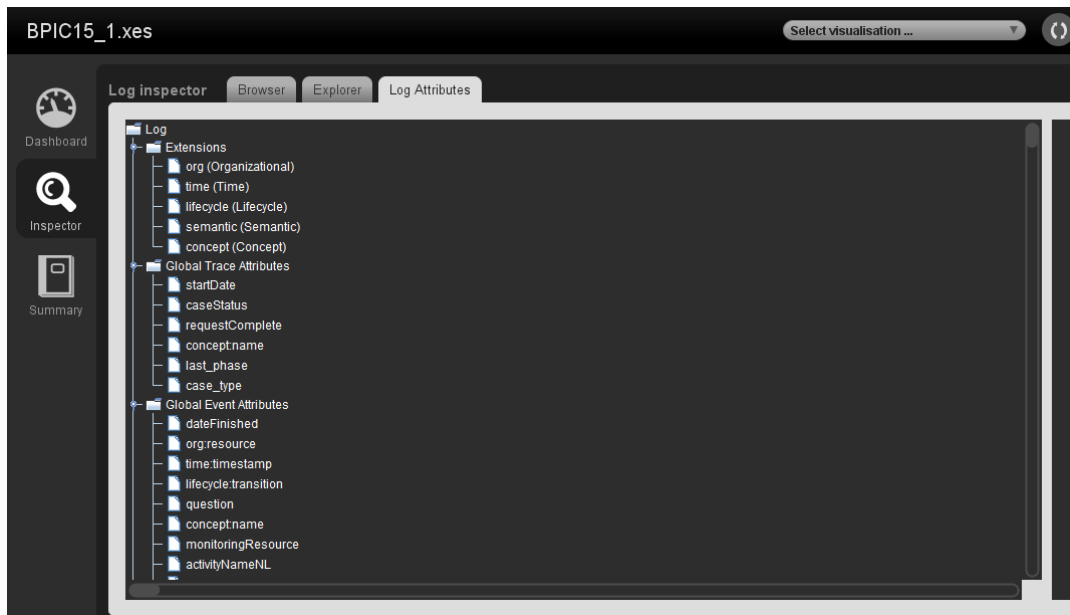 BPIC15_1.xes
Select visualisation ...
Log inspector Browser Explorer Log Attributes
Dashboard
Inspector
Summary
Log
Extensions
org (Organizational)
time (Time)
lifecycle (Lifecycle)
semantic (Semantic)
concept (Concept)
Global Trace Attributes
startDate
caseStatus
requestComplete
concept:name
last_phase
case_type
Global Event Attributes
dateFinished
org:resource
time:timestamp
lifecycle:transition
question
concept:name
monitoringResource
activityNameNL